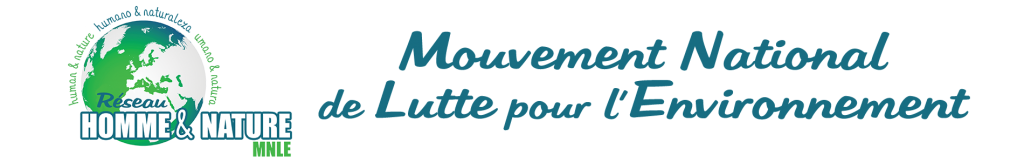 human & nature humano & naturaleza umano & natura
Réseau
HOMME & NATURE
MNLE
Mouvement National
de Lutte pour l'Environnement